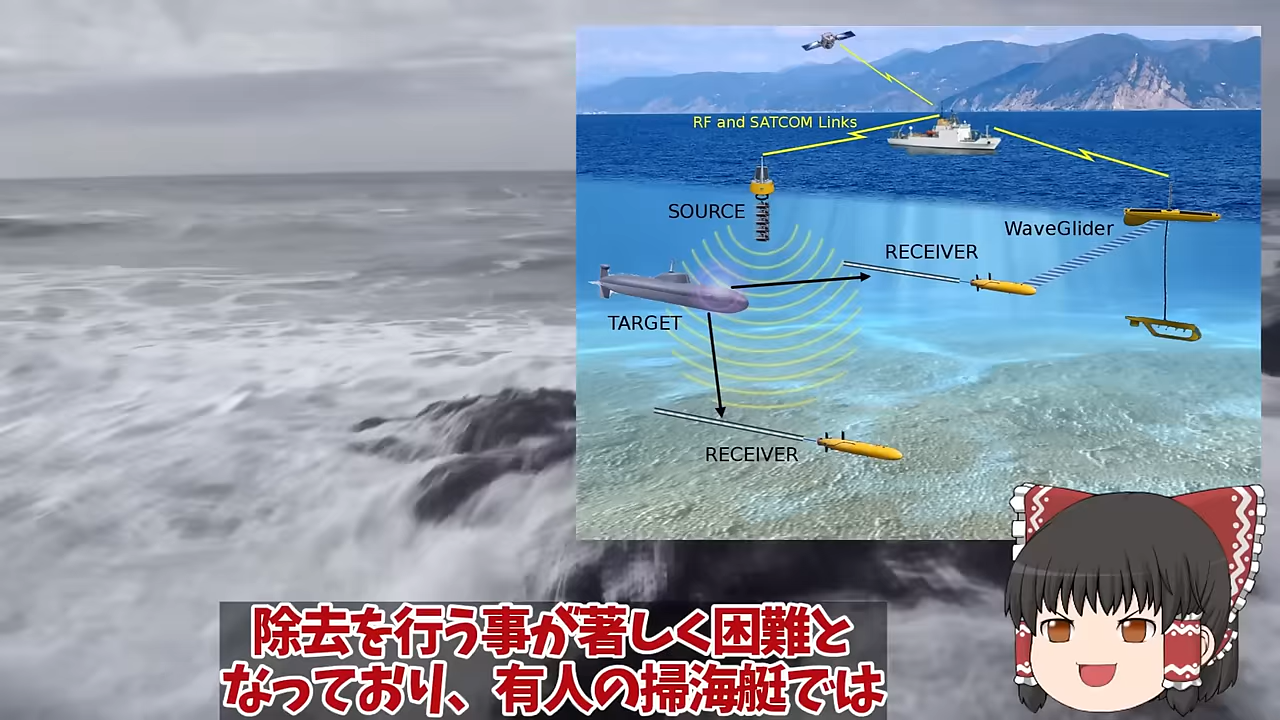 RF and SATCOM Links
SOURCE
WaveGlider
RECEIVER
TARGET
RECEIVER
除去を行う事が著しく困難と
なっており、有人の掃海艇では